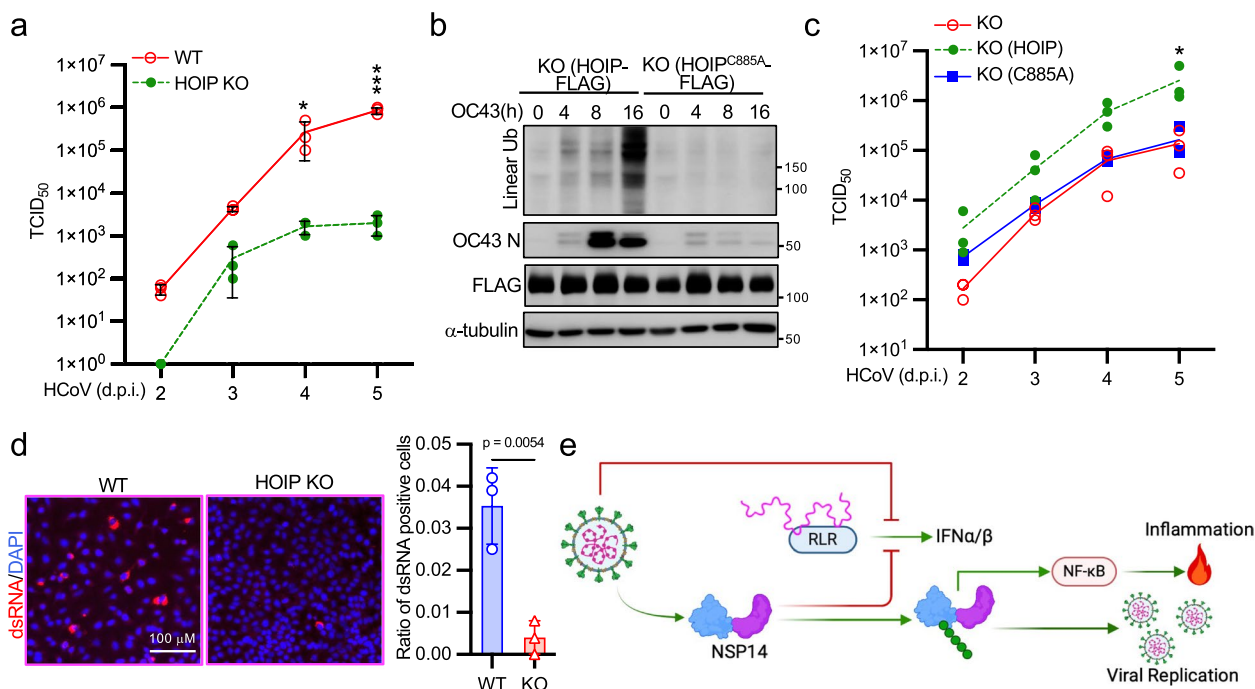 a
WT
HOIP KO
1×10⁷
1×10⁶
1×10⁵
1×10⁴
1×10³
1×10²
1×10¹
1×10⁰
TCID₅₀
*
***
HCoV (d.p.i.) 2 3 4 5
b
KO (HOIP-FLAG)
KO (HOIP^C885A-FLAG)
OC43(h) 0 4 8 16 0 4 8 16
Linear Ub
150
100
OC43 N
50
FLAG
100
α-tubulin
50
c
KO
KO (HOIP)
KO (C885A)
1×10⁷
1×10⁶
1×10⁵
1×10⁴
1×10³
1×10²
1×10¹
TCID₅₀
*
HCoV (d.p.i.) 2 3 4 5
d
WT
HOIP KO
dsRNA/DAPI
100 μM
Ratio of dsRNA positive cells
p = 0.0054
0.05
0.04
0.03
0.02
0.01
0.00
WT KO
e
RLR
IFNα/β
NSP14
NF-κB
Inflammation
Viral Replication